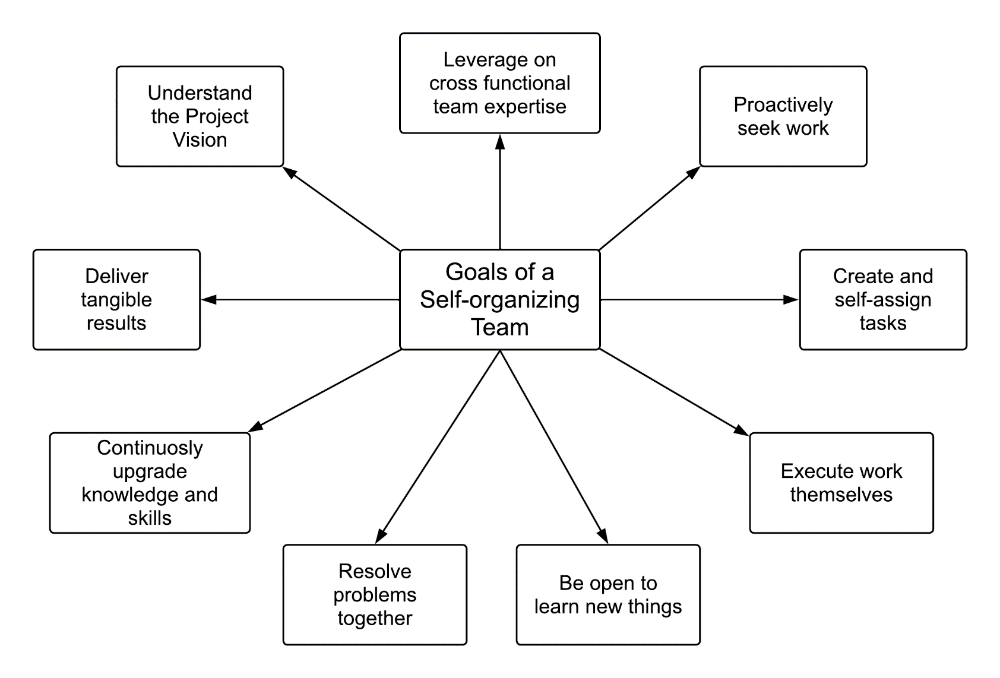 Leverage on
cross functional
team expertise
Understand
the Project
Vision
Proactively
seek work
Goals of a
Self-organizing
Team
Deliver
tangible
results
Create and
self-assign
tasks
Continuosly
upgrade
knowledge and
skills
Execute work
themselves
Resolve
problems
together
Be open to
learn new things